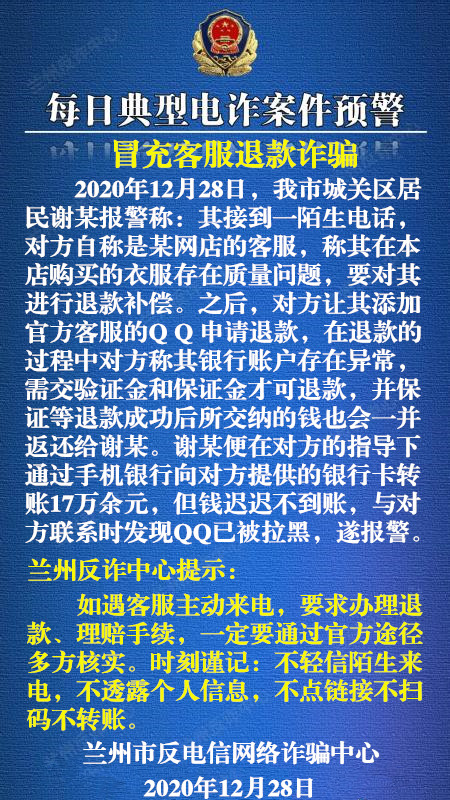 每日典型电诈案件预警
冒充客服退款诈骗
2020年12月28日，我市城关区居
民谢某报警称：其接到一陌生电话，
对方自称是某网店的客服，称其在本
店购买的衣服存在质量问题，要对其
进行退款补偿。之后，对方让其添加
官方客服的QQ申请退款，在退款的
过程中对方称其银行账户存在异常，
需交验证金和保证金才可退款，并保
证等退款成功后所交纳的钱也会一并
返还给谢某。谢某便在对方的指导下
通过手机银行向对方提供的银行卡转
账17万余元，但钱迟迟不到账，与对
方联系时发现QQ已被拉黑，遂报警。
兰州反诈中心提示：
如遇客服主动来电，要求办理退
款、理赔手续，一定要通过官方途径
多方核实。时刻谨记：不轻信陌生来
电，不透露个人信息，不点链接不扫
码不转账。
兰州市反电信网络诈骗中心
2020年12月28日